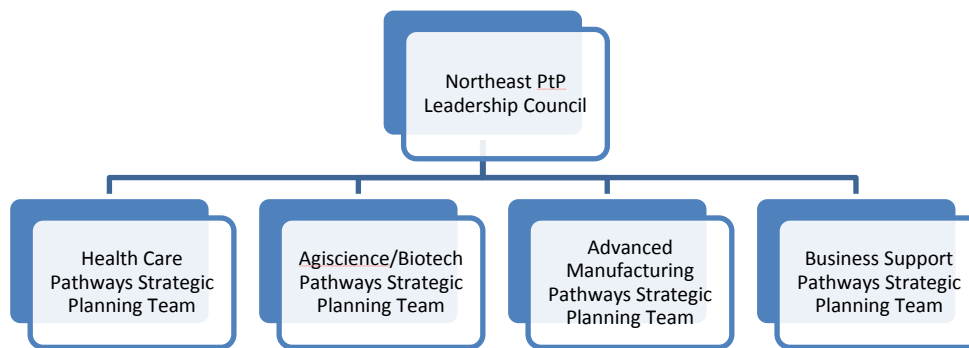 Northeast PtP
Leadership Council
Health Care
Pathways Strategic
Planning Team
Agiscience/Biotech
Pathways Strategic
Planning Team
Advanced
Manufacturing
Pathways Strategic
Planning Team
Business Support
Pathways Strategic
Planning Team